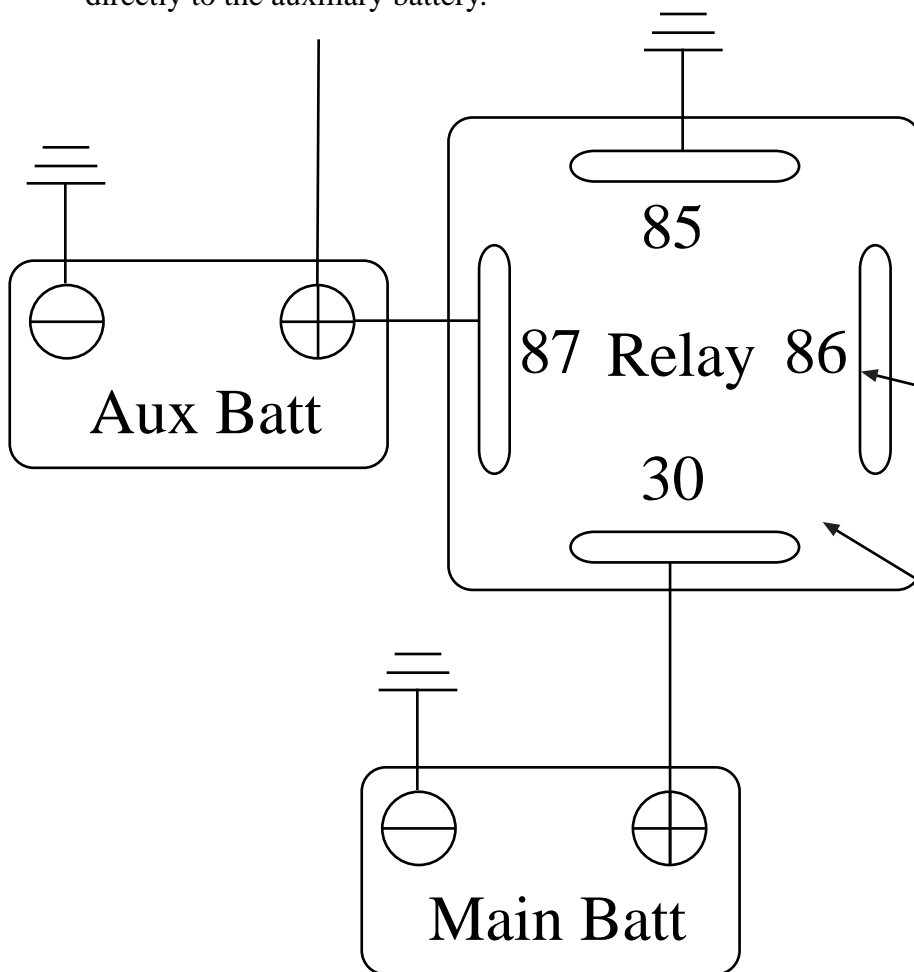 directly to the auxiliary battery.
85
87 Relay 86
Aux Batt
30
Main Batt